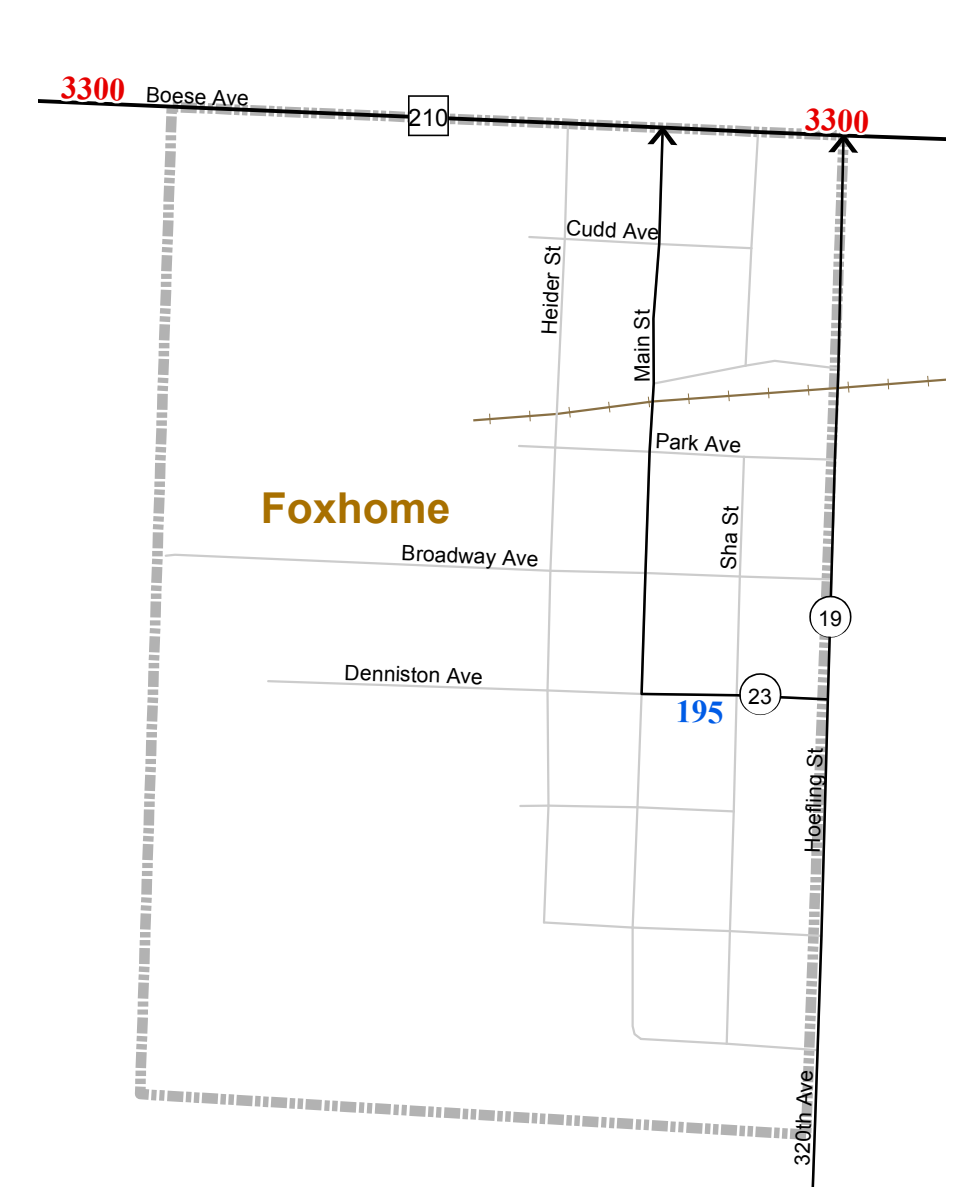 3300
Boese Ave
210
3300
Cudd Ave
Heider St
Main St
Park Ave
Foxhome
Sha St
Broadway Ave
19
Denniston Ave
23
195
Hoefling St
320th Ave